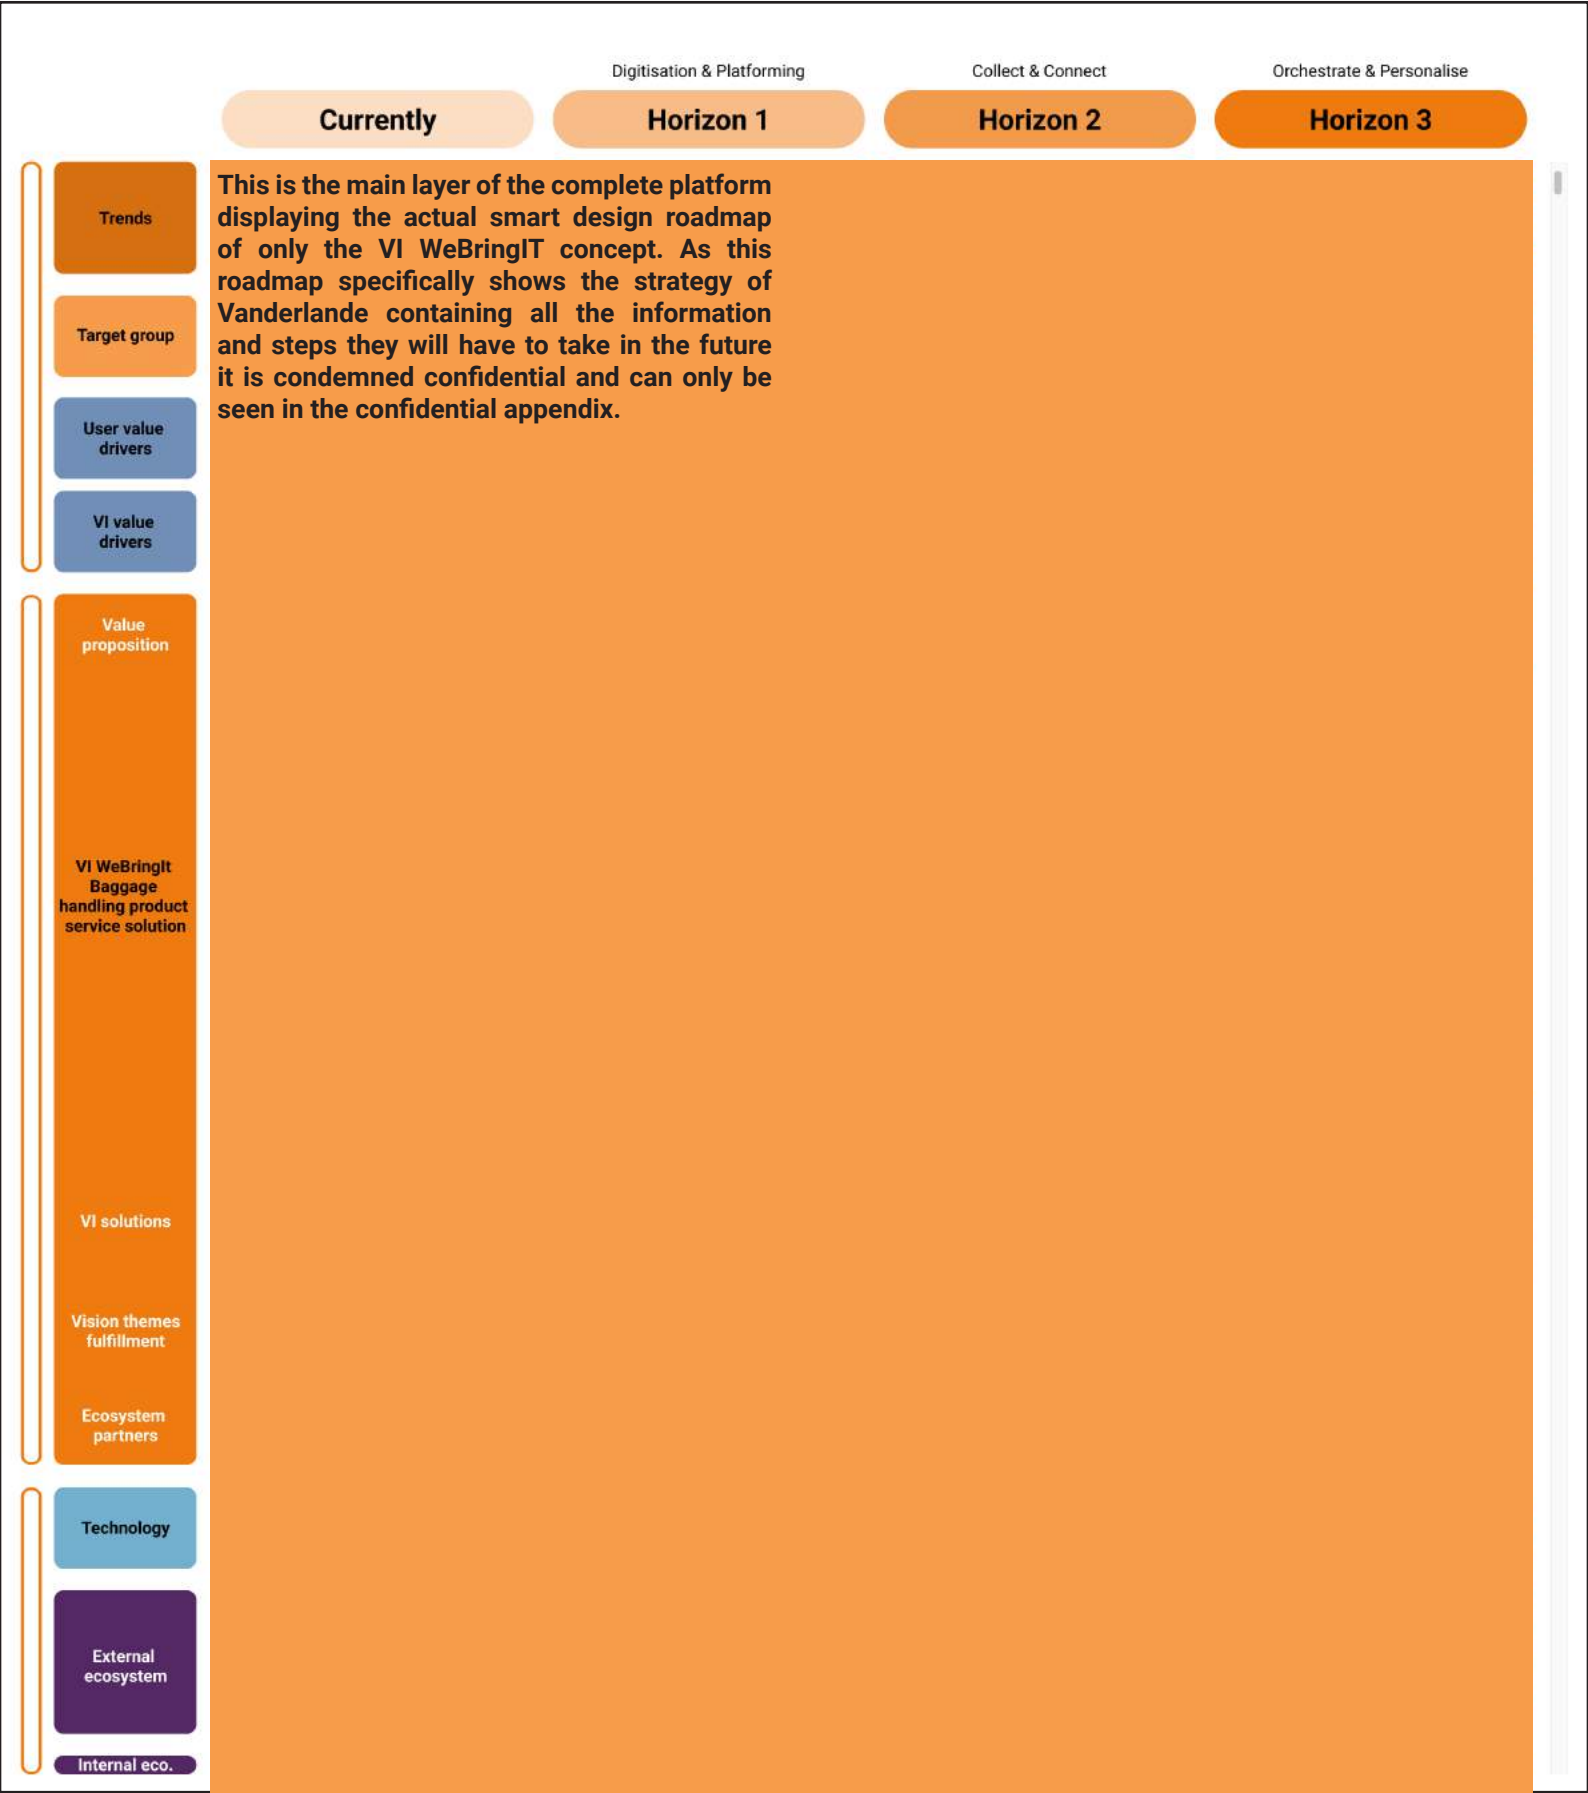 Digitisation & Platforming
Collect & Connect
Orchestrate & Personalise
Currently
Horizon 1
Horizon 2
Horizon 3
Trends
Target group
User value
drivers
VI value
drivers
Value
proposition
VI WeBringIt
Baggage
handling product
service solution
VI solutions
Vision themes
fulfillment
Ecosystem
partners
Technology
External
ecosystem
Internal eco.
This is the main layer of the complete platform
displaying the actual smart design roadmap
of only the VI WeBringIT concept. As this
roadmap specifically shows the strategy of
Vanderlande containing all the information
and steps they will have to take in the future
it is condemned confidential and can only be
seen in the confidential appendix.